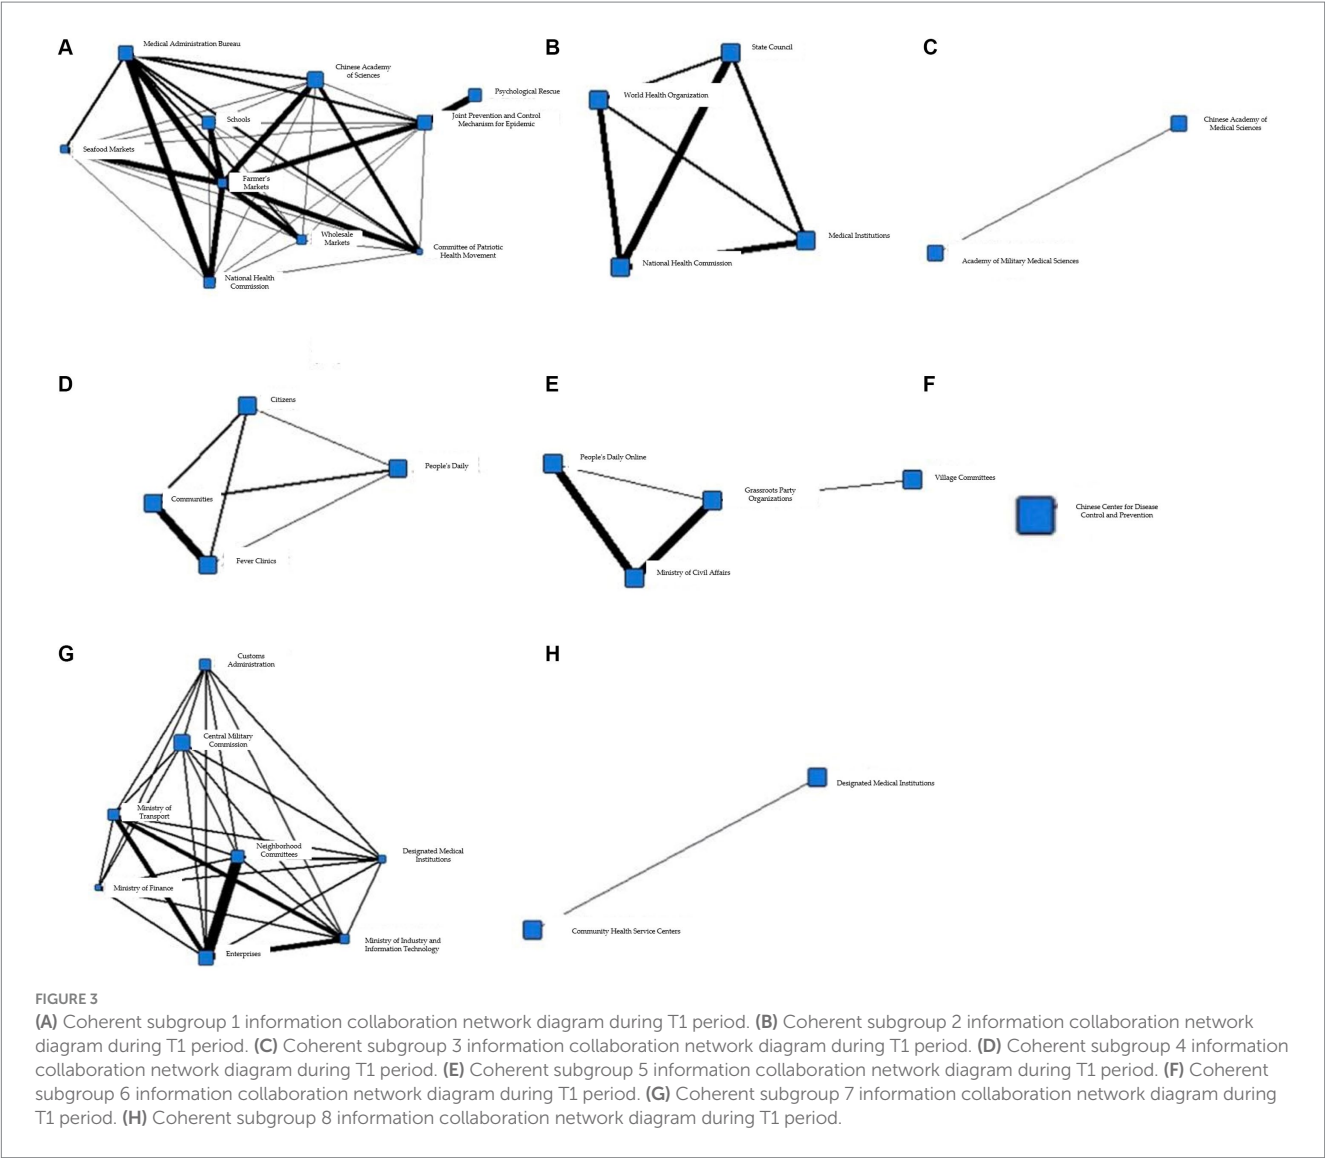 A
Medical Administration Bureau
Chinese Academy
of Sciences
Psychological Rescue
Schools
Joint Prevention and Control
Mechanism for Epidemic
Seafood Markets
Farmer's
Markets
Wholesale
Markets
Committee of Patriotic
Health Movement
National Health
Commission
B
State Council
World Health Organization
Medical Institutions
National Health Commission
C
Chinese Academy of
Medical Sciences
Academy of Military Medical Sciences
D
Citizens
People's Daily
Communities
Fever Clinics
E
People's Daily Online
Grassroots Party
Organizations
Village Committees
Ministry of Civil Affairs
F
Chinese Center for Disease
Control and Prevention
G
Customs
Administration
Central Military
Commission
Ministry of
Transport
Neighborhood
Committees
Designated Medical
Institutions
Ministry of Finance
Ministry of Industry and
Information Technology
Enterprises
H
Designated Medical Institutions
Community Health Service Centers
FIGURE 3
(A) Coherent subgroup 1 information collaboration network diagram during T1 period. (B) Coherent subgroup 2 information collaboration network
diagram during T1 period. (C) Coherent subgroup 3 information collaboration network diagram during T1 period. (D) Coherent subgroup 4 information
collaboration network diagram during T1 period. (E) Coherent subgroup 5 information collaboration network diagram during T1 period. (F) Coherent
subgroup 6 information collaboration network diagram during T1 period. (G) Coherent subgroup 7 information collaboration network diagram during
T1 period. (H) Coherent subgroup 8 information collaboration network diagram during T1 period.